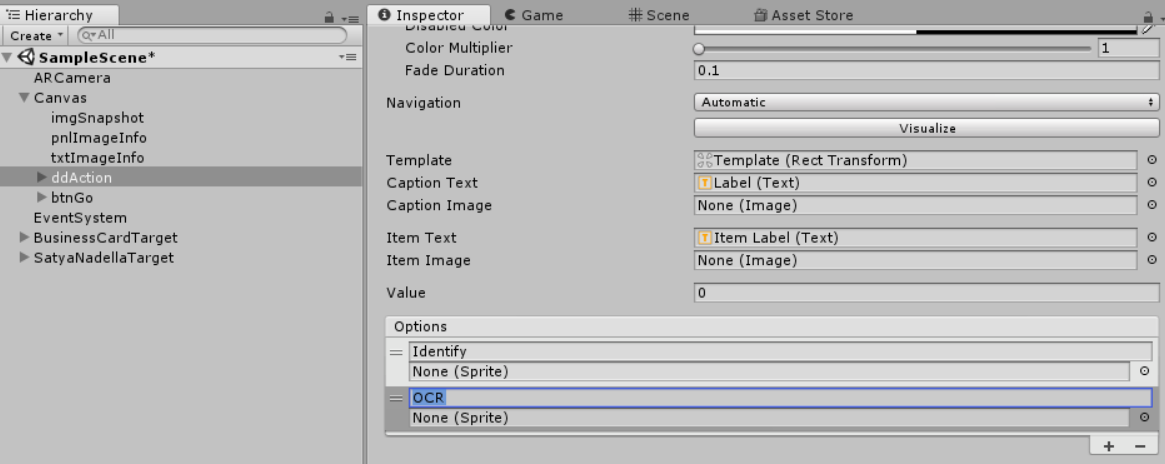 Hierarchy
Create
All
SampleScene*
ARCamera
Canvas
imgSnapshot
pnlImageInfo
txtImageInfo
ddAction
btnGo
EventSystem
BusinessCardTarget
SatyaNadellaTarget
Inspector Game Scene Asset Store
Disabled Color
Color Multiplier 1
Fade Duration 0.1
Navigation Automatic
Visualize
Template Template (Rect Transform)
Caption Text T Label (Text)
Caption Image None (Image)
Item Text T Item Label (Text)
Item Image None (Image)
Value 0
Options
Identify
None (Sprite)
OCR
None (Sprite)
+ −